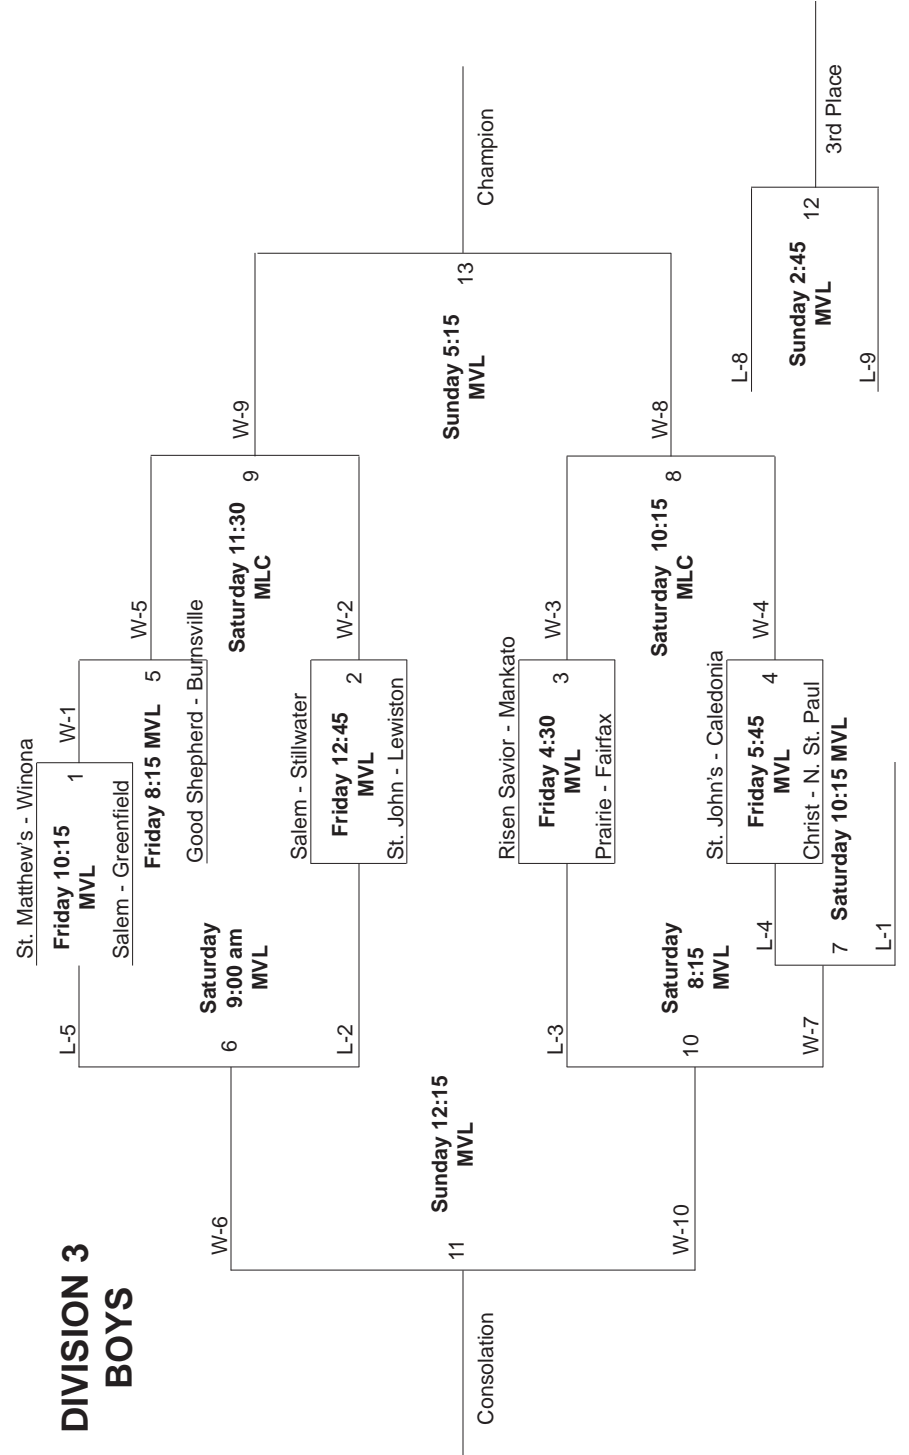 DIVISION 3
BOYS
St. Matthew's - Winona
Friday 10:15
MVL
1
Salem - Greenfield
W-1
Friday 8:15 MVL
5
Good Shepherd - Burnsville
W-5
L-5
Saturday
9:00 am
MVL
6
L-2
W-6
Salem - Stillwater
Friday 12:45
MVL
2
St. John - Lewiston
W-2
Saturday 11:30
MLC
9
W-9
Sunday 12:15
MVL
11
Consolation
Sunday 5:15
MVL
13
Champion
Risen Savior - Mankato
Friday 4:30
MVL
3
Prairie - Fairfax
W-3
L-3
Saturday
8:15
MVL
10
W-10
Saturday 10:15
MLC
8
W-8
St. John's - Caledonia
Friday 5:45
MVL
4
Christ - N. St. Paul
W-4
L-4
7
Saturday 10:15 MVL
W-7
L-1
L-8
Sunday 2:45
MVL
12
L-9
3rd Place